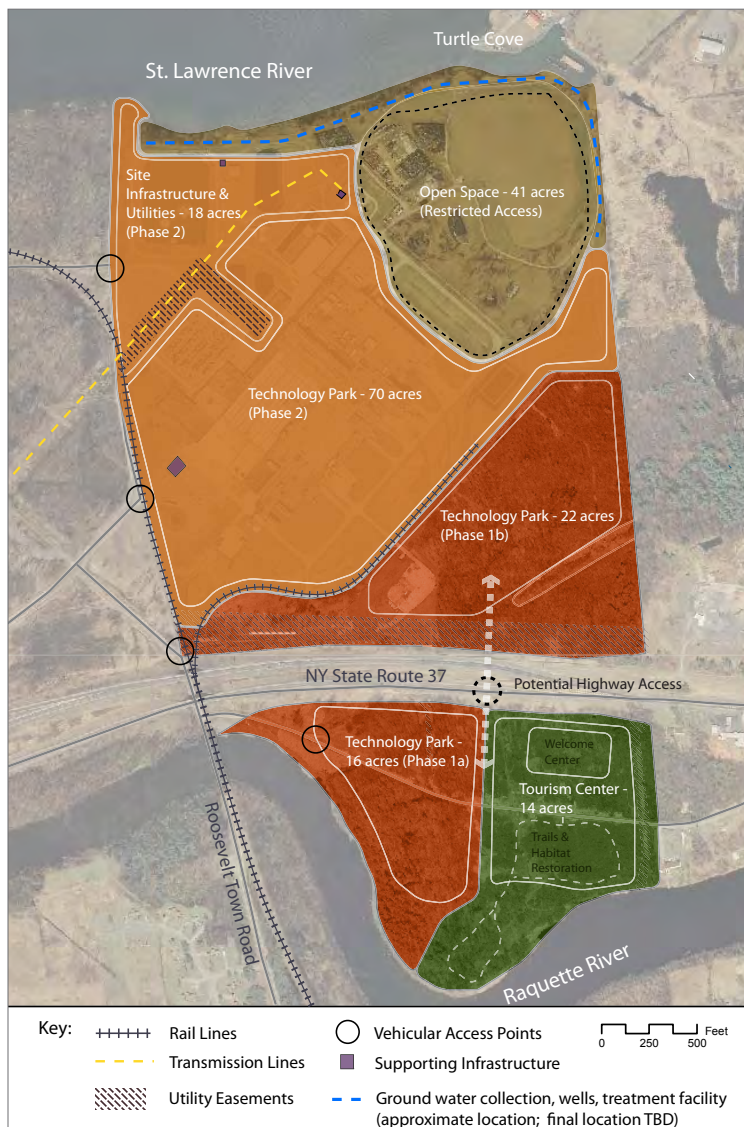 Turtle Cove
St. Lawrence River
Site
Infrastructure &
Utilities - 18 acres
(Phase 2)
Open Space - 41 acres
(Restricted Access)
Technology Park - 70 acres
(Phase 2)
Technology Park - 22 acres
(Phase 1b)
NY State Route 37
Potential Highway Access
Technology Park -
16 acres (Phase 1a)
Welcome
Center
Tourism Center -
14 acres
Trails &
Habitat
Restoration
Roosevelt Town Road
Raquette River
Key:
Rail Lines
Vehicular Access Points
Feet
0 250 500
Transmission Lines
Supporting Infrastructure
Utility Easements
Ground water collection, wells, treatment facility
(approximate location; final location TBD)